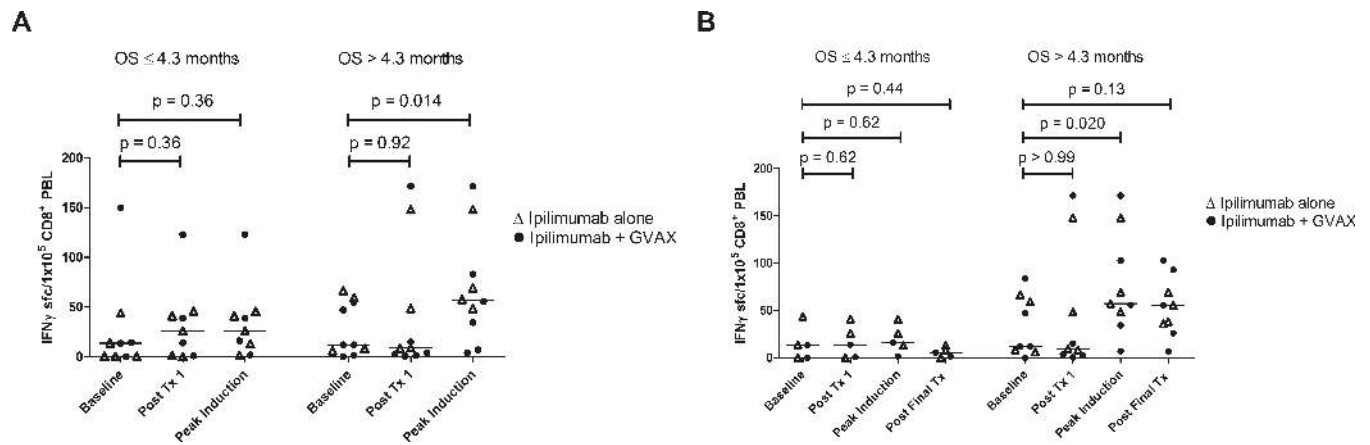 A
OS ≤ 4.3 months
OS > 4.3 months
p = 0.36
p = 0.014
p = 0.36
p = 0.92
200
150
100
50
0
IFNγ sfc/1x10⁵ CD8⁺ PBL
Baseline
Post Tx 1
Peak Induction
Baseline
Post Tx 1
Peak Induction
Δ Ipilimumab alone
● Ipilimumab + GVAX
B
OS ≤ 4.3 months
OS > 4.3 months
p = 0.44
p = 0.13
p = 0.62
p = 0.020
p = 0.62
p > 0.99
200
150
100
50
0
IFNγ sfc/1x10⁵ CD8⁺ PBL
Baseline
Post Tx 1
Peak Induction
Post Final Tx
Baseline
Post Tx 1
Peak Induction
Post Final Tx
Δ Ipilimumab alone
● Ipilimumab + GVAX